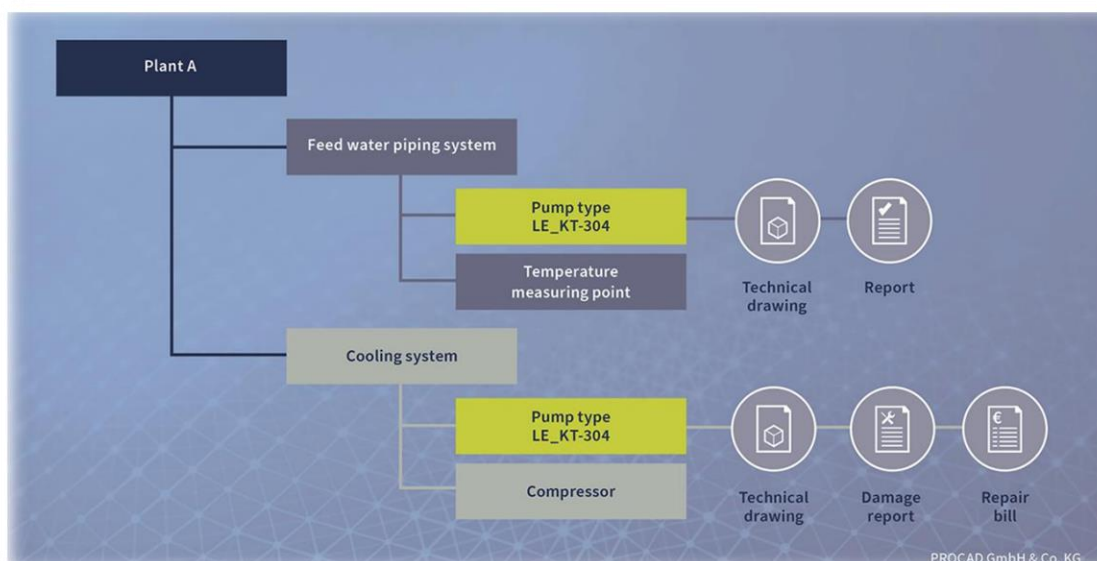 Plant A
Feed water piping system
Pump type
LE_KT-304
Temperature
measuring point
Technical
drawing
Report
Cooling system
Pump type
LE_KT-304
Compressor
€
Technical
drawing
Damage
report
Repair
bill
PROCAD GmbH & Co. KG